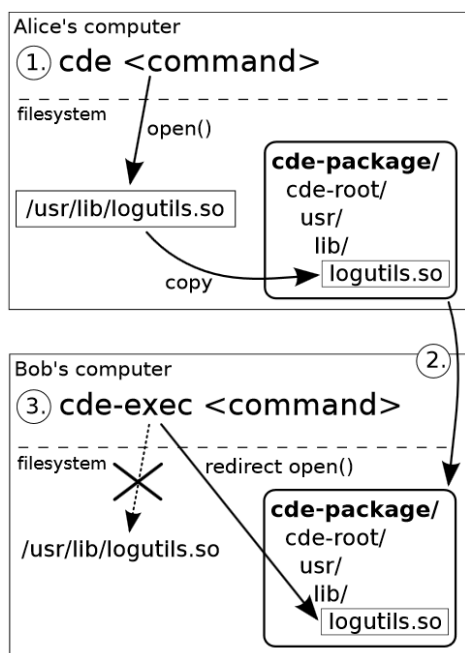 Alice's computer
1. cde <command>
filesystem
open()
/usr/lib/logutils.so
copy
cde-package/
cde-root/
usr/
lib/
logutils.so
2.
Bob's computer
3. cde-exec <command>
filesystem
redirect open()
/usr/lib/logutils.so
cde-package/
cde-root/
usr/
lib/
logutils.so